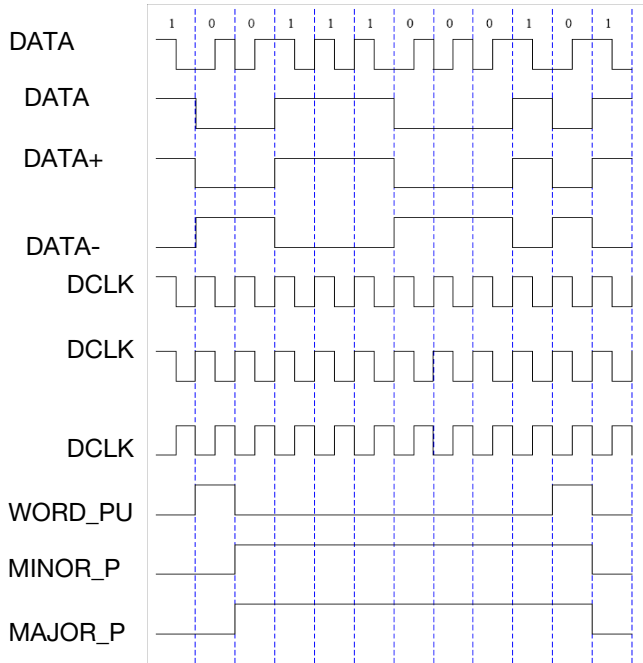 1 0 0 1 1 1 0 0 0 1 0 1
DATA
DATA
DATA+
DATA-
DCLK
DCLK
DCLK
WORD_PU
MINOR_P
MAJOR_P